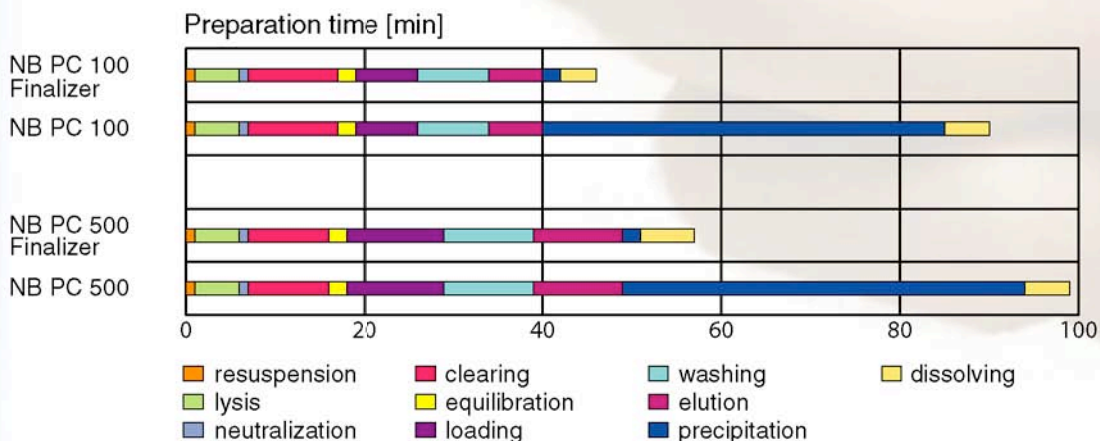 Preparation time [min]
NB PC 100
Finalizer
NB PC 100
NB PC 500
Finalizer
NB PC 500
0 20 40 60 80 100
resuspension clearing washing dissolving
lysis equilibration elution
neutralization loading precipitation